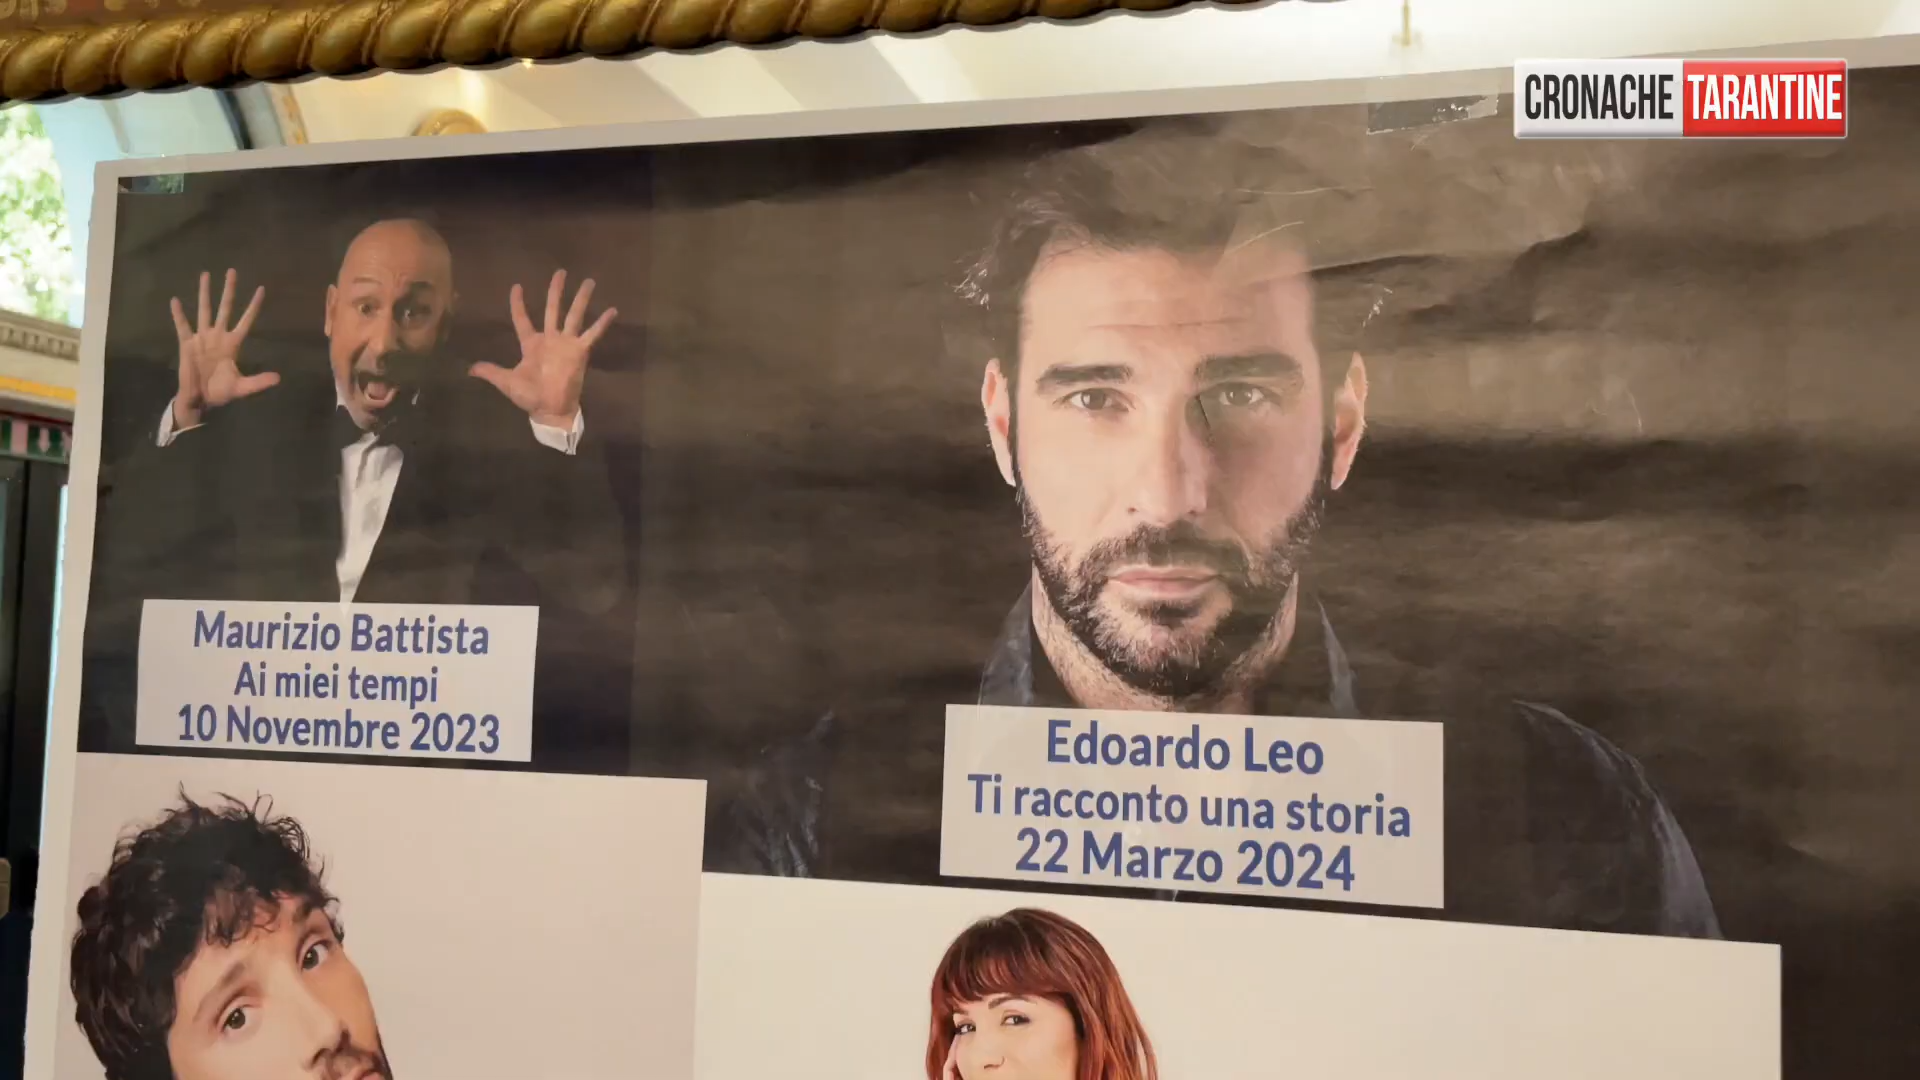 CRONACHE TARANTINE
Maurizio Battista
Ai miei tempi
10 Novembre 2023
Edoardo Leo
Ti racconto una storia
22 Marzo 2024